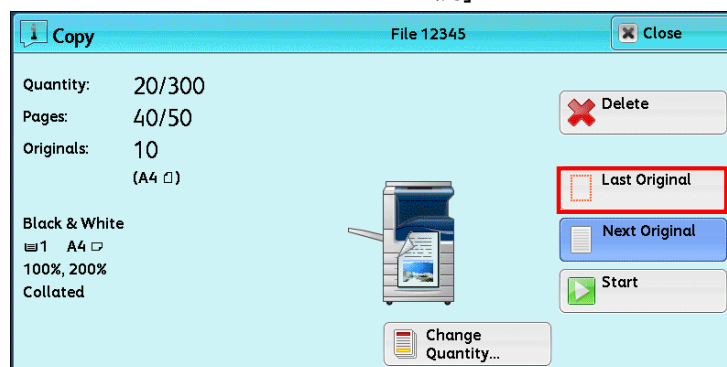 Copy
File 12345
Close
Quantity: 20/300
Pages: 40/50
Originals: 10
(A4)
Black & White
1 A4
100%, 200%
Collated
Delete
Last Original
Next Original
Start
Change
Quantity...